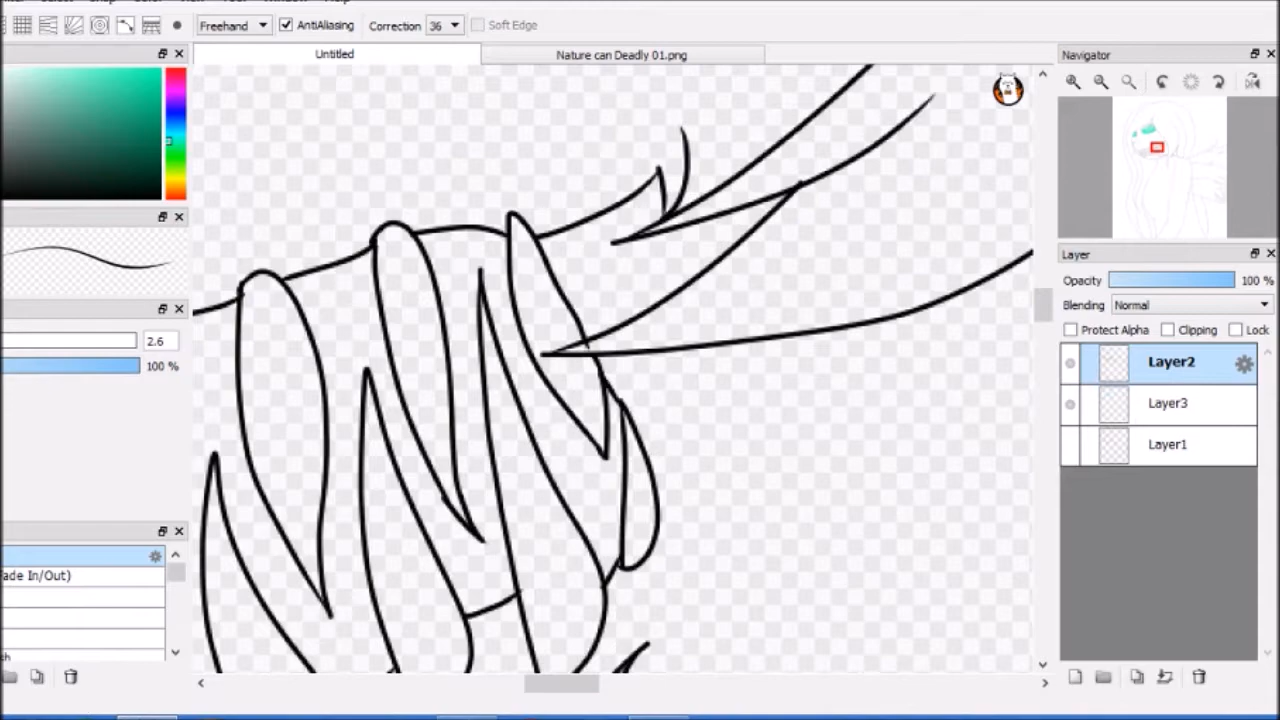 Freehand AntiAliasing Correction 36 Soft Edge
Untitled Nature can Deadly 01.png
Navigator
Layer
Opacity 100 %
Blending Normal
Protect Alpha Clipping Lock
Layer2
Layer3
Layer1
2.6
100 %
ade In/Out)